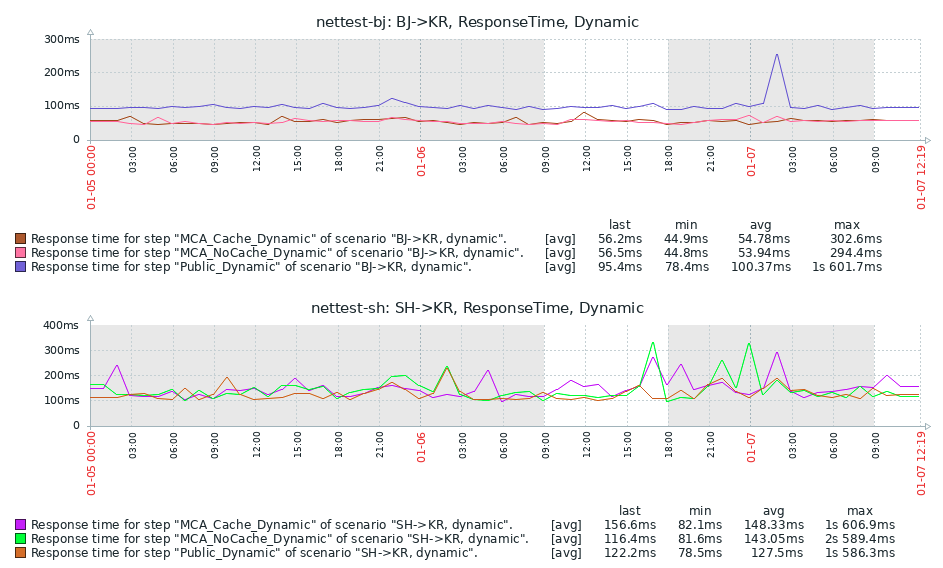 nettest-bj: BJ->KR, ResponseTime, Dynamic
300ms
200ms
100ms
0
01-05 00:00 03:00 06:00 09:00 12:00 15:00 18:00 21:00 01-06 03:00 06:00 09:00 12:00 15:00 18:00 21:00 01-07 03:00 06:00 09:00 01-07 12:19
last min avg max
Response time for step "MCA_Cache_Dynamic" of scenario "BJ->KR, dynamic". [avg] 56.2ms 44.9ms 54.78ms 302.6ms
Response time for step "MCA_NoCache_Dynamic" of scenario "BJ->KR, dynamic". [avg] 56.5ms 44.8ms 53.94ms 294.4ms
Response time for step "Public_Dynamic" of scenario "BJ->KR, dynamic". [avg] 95.4ms 78.4ms 100.37ms 1s 601.7ms
nettest-sh: SH->KR, ResponseTime, Dynamic
400ms
300ms
200ms
100ms
0
01-05 00:00 03:00 06:00 09:00 12:00 15:00 18:00 21:00 01-06 03:00 06:00 09:00 12:00 15:00 18:00 21:00 01-07 03:00 06:00 09:00 01-07 12:19
last min avg max
Response time for step "MCA_Cache_Dynamic" of scenario "SH->KR, dynamic". [avg] 156.6ms 82.1ms 148.33ms 1s 606.9ms
Response time for step "MCA_NoCache_Dynamic" of scenario "SH->KR, dynamic". [avg] 116.4ms 81.6ms 143.05ms 2s 589.4ms
Response time for step "Public_Dynamic" of scenario "SH->KR, dynamic". [avg] 122.2ms 78.5ms 127.5ms 1s 586.3ms